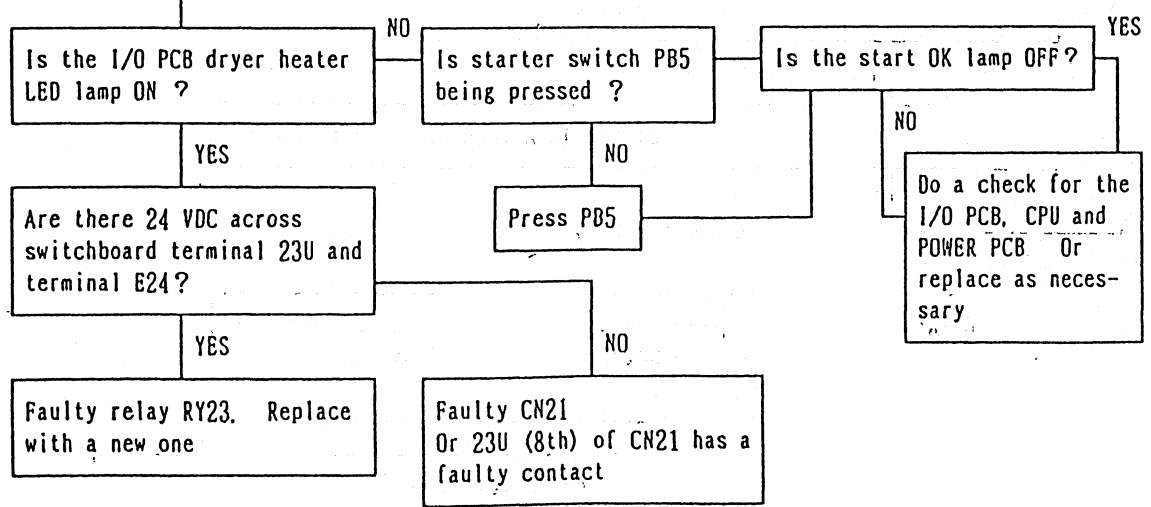 Is the I/O PCB dryer heater
LED lamp ON ?
NO
Is starter switch PB5
being pressed ?
Is the start OK lamp OFF?
YES
YES
NO
NO
Are there 24 VDC across
switchboard terminal 23U and
terminal E24?
Press PB5
Do a check for the
I/O PCB, CPU and
POWER PCB Or
replace as neces-
sary
YES
NO
Faulty relay RY23. Replace
with a new one
Faulty CN21
Or 23U (8th) of CN21 has a
faulty contact